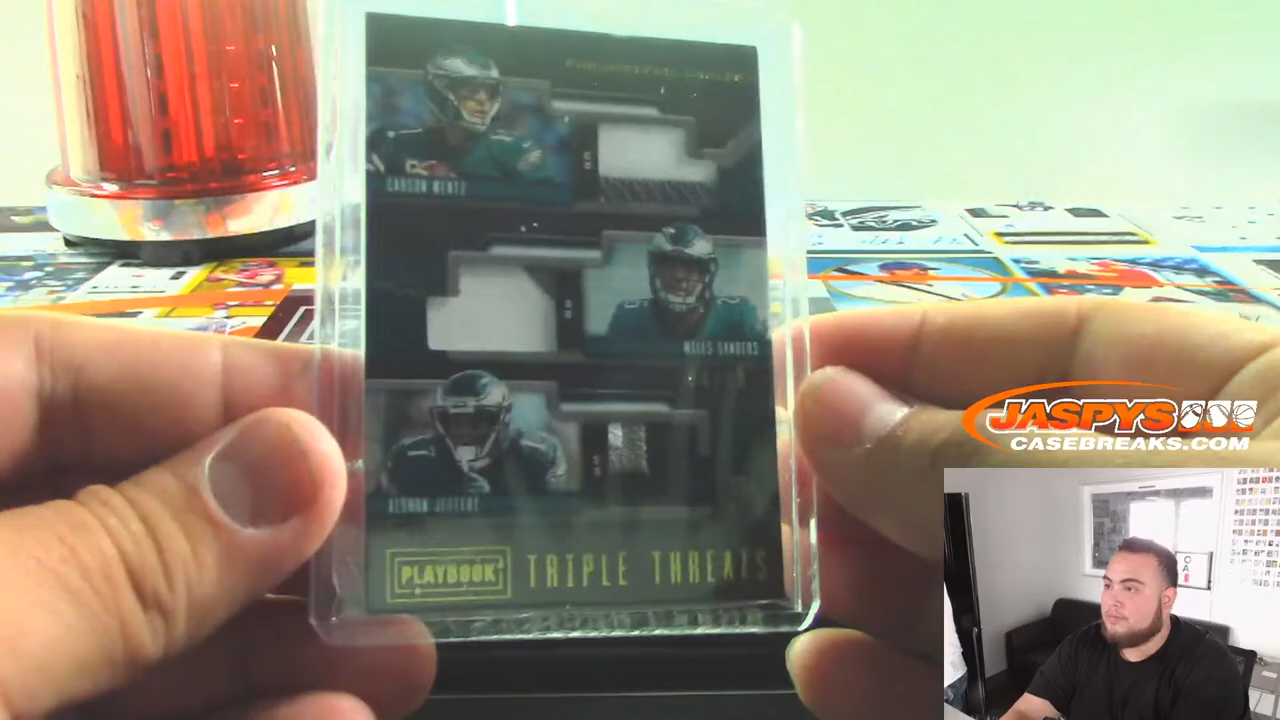 CARSON WENTZ
MILES SANDERS
ALSHON JEFFERY
PLAYBOOK
TRIPLE THREATS
JASPYS
CASEBREAKS.COM